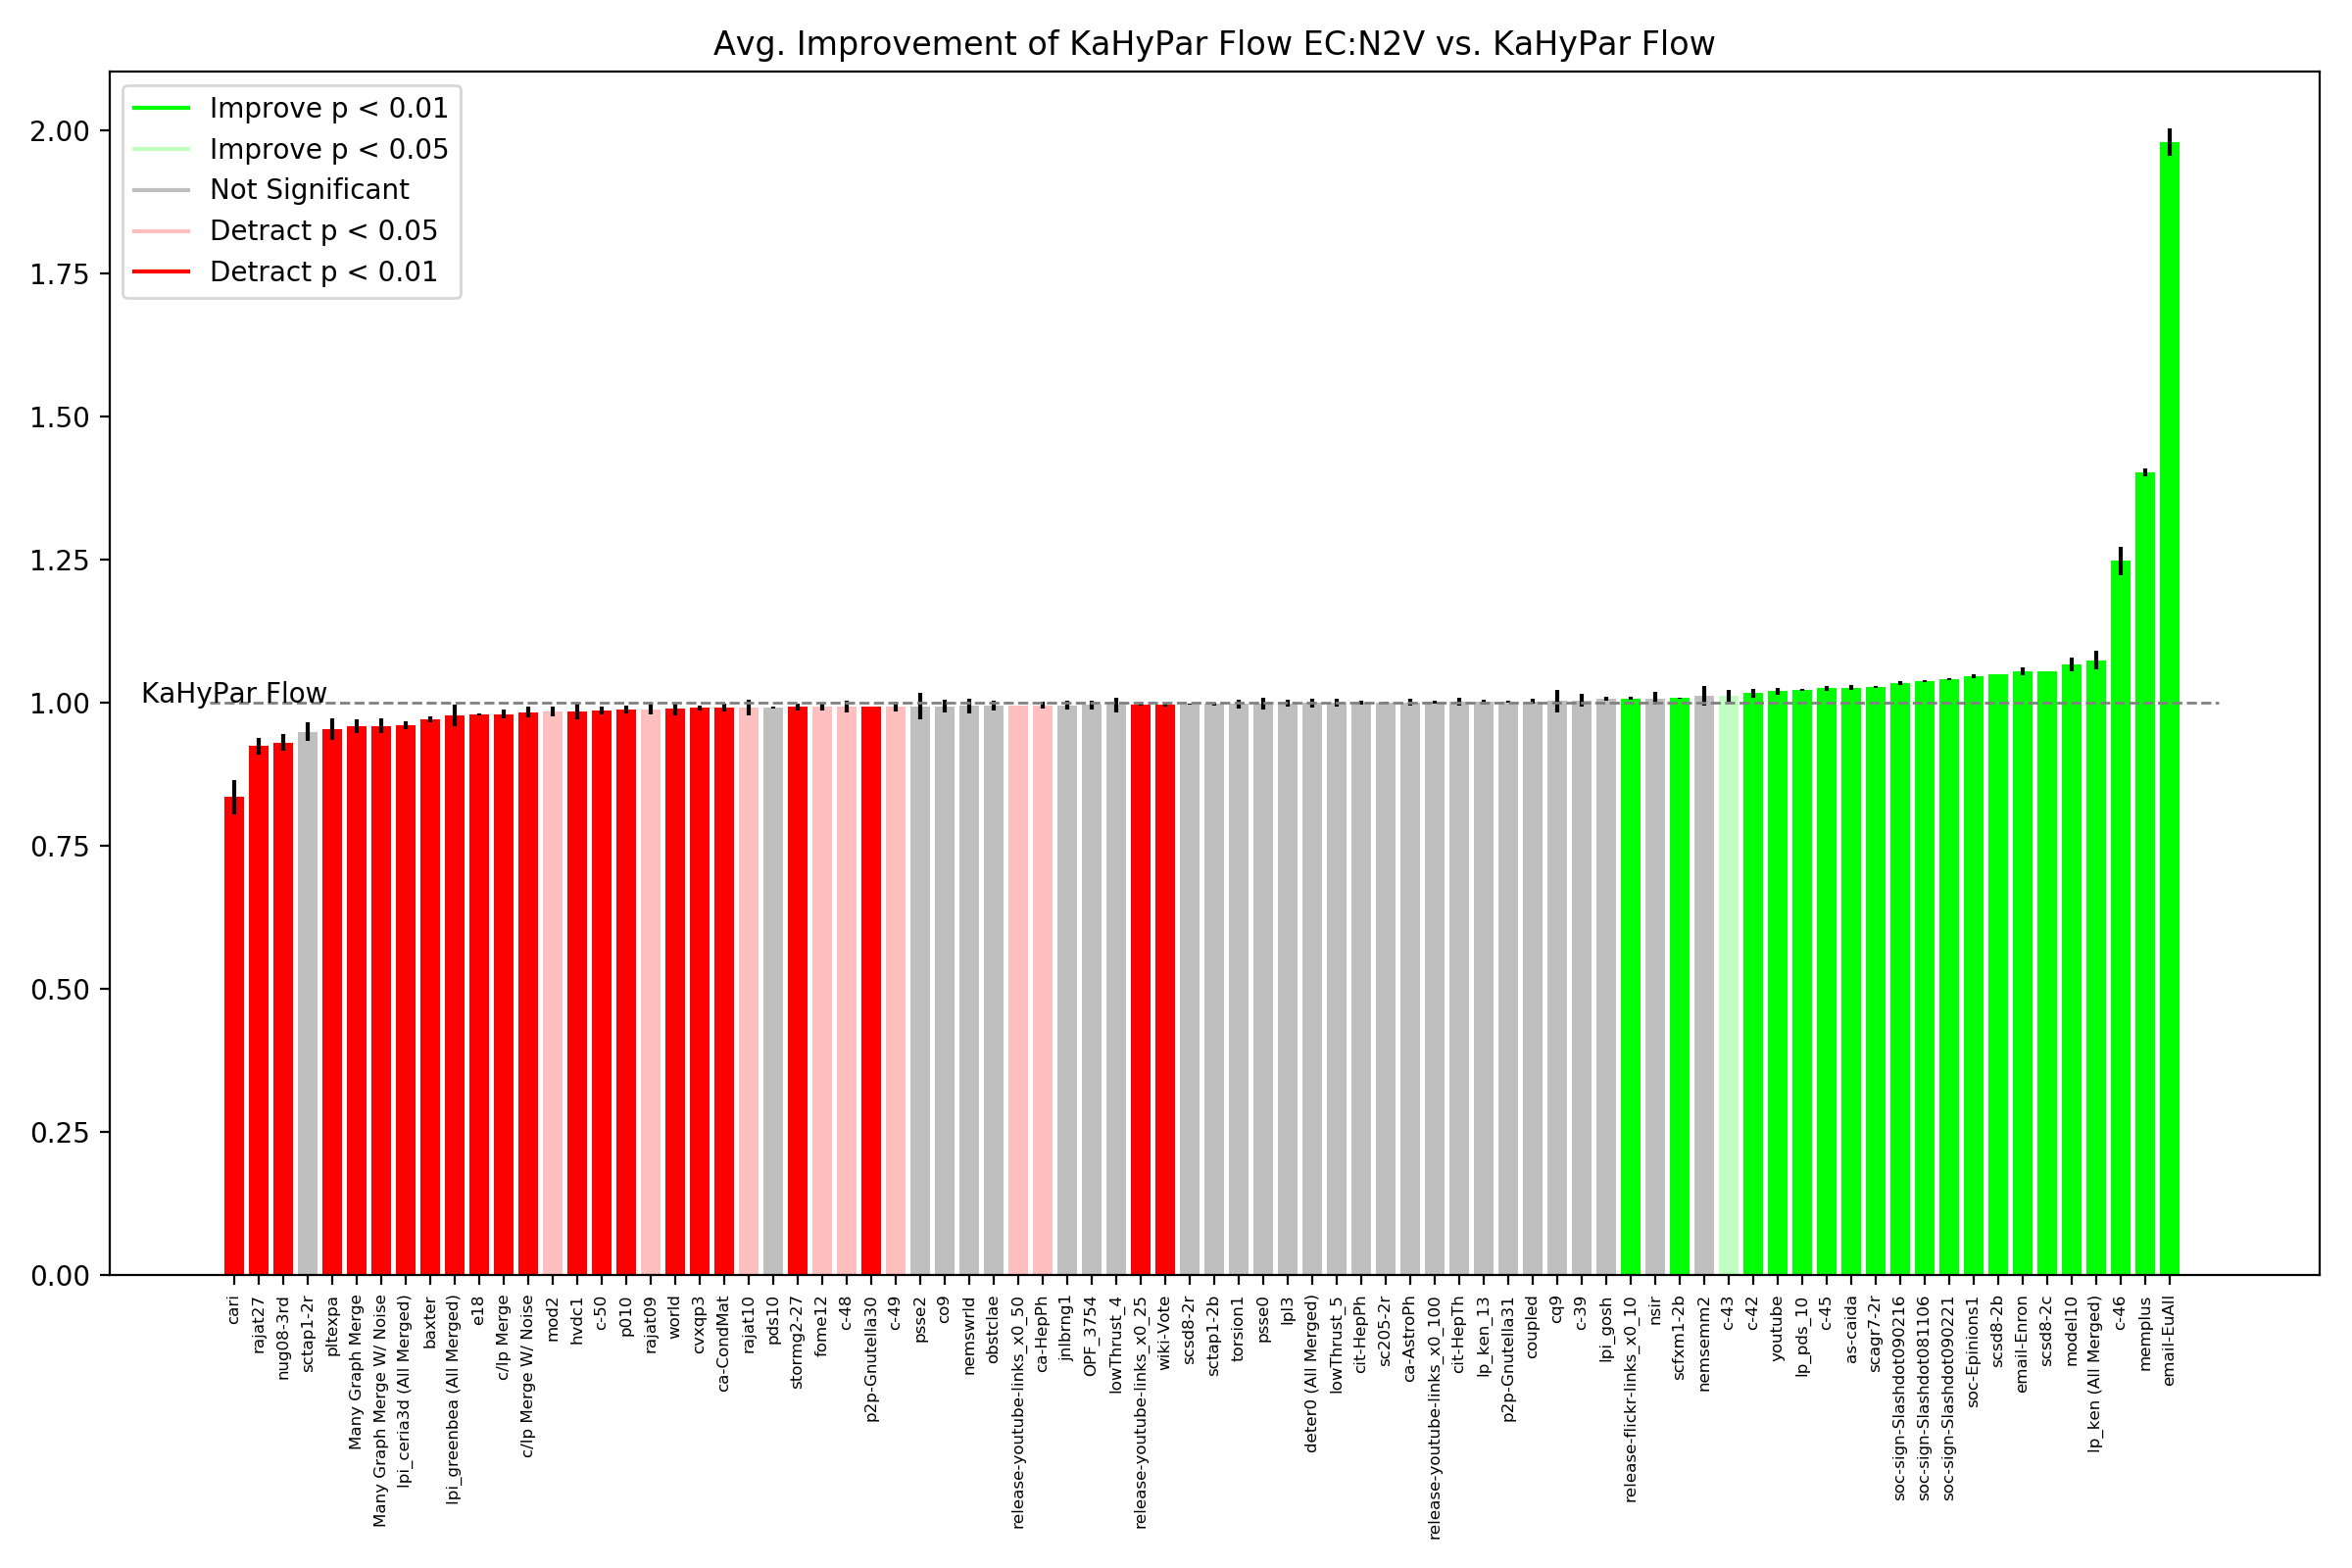 Avg. Improvement of KaHyPar Flow EC:N2V vs. KaHyPar Flow
Improve p < 0.01
Improve p < 0.05
Not Significant
Detract p < 0.05
Detract p < 0.01
2.00
1.75
1.50
1.25
1.00
0.75
0.50
0.25
0.00
KaHyPar Flow
cari
rajat27
nug08-3rd
sctap1-2r
pltexpa
Many Graph Merge
Many Graph Merge W/ Noise
lpi_ceria3d (All Merged)
baxter
lpi_greenbea (All Merged)
e18
c/lp Merge
c/lp Merge W/ Noise
mod2
hvdc1
c-50
p010
rajat09
world
cvxqp3
ca-CondMat
rajat10
pds10
stormg2-27
fome12
c-48
p2p-Gnutella30
c-49
psse2
co9
nemswrld
obstclae
release-youtube-links_x0_50
ca-HepPh
jnlbrng1
OPF_3754
lowThrust_4
release-youtube-links_x0_25
wiki-Vote
scsd8-2r
sctap1-2b
torsion1
psse0
lpl3
deter0 (All Merged)
lowThrust_5
cit-HepPh
sc205-2r
ca-AstroPh
release-youtube-links_x0_100
cit-HepTh
lp_ken_13
p2p-Gnutella31
coupled
cq9
c-39
lpi_gosh
release-flickr-links_x0_10
nsir
scfxm1-2b
nemsemm2
c-43
c-42
youtube
lp_pds_10
c-45
as-caida
scagr7-2r
soc-sign-Slashdot090216
soc-sign-Slashdot081106
soc-sign-Slashdot090221
soc-Epinions1
scsd8-2b
email-Enron
scsd8-2c
model10
lp_ken (All Merged)
c-46
memplus
email-EuAll